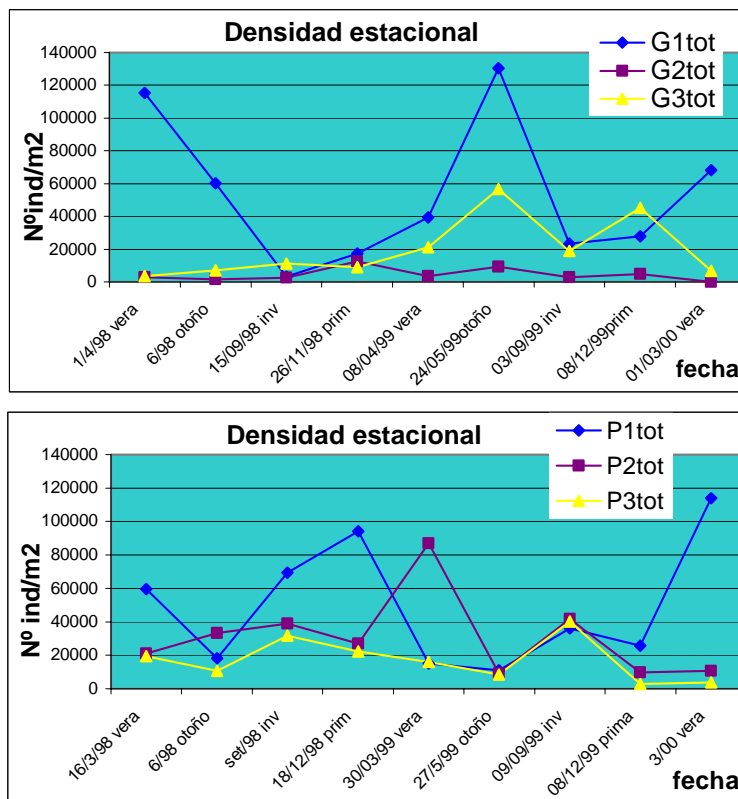 Densidad estacional
G1tot
G2tot
G3tot
Nºind/m2
140000
120000
100000
80000
60000
40000
20000
0
1/4/98 vera
6/98 otoño
15/09/98 inv
26/11/98 prim
08/04/99 vera
24/05/99otoño
03/09/99 inv
08/12/99prim
01/03/00 vera
fecha
Densidad estacional
P1tot
P2tot
P3tot
Nº ind/m2
140000
120000
100000
80000
60000
40000
20000
0
16/3/98 vera
6/98 otoño
set/98 inv
18/12/98 prim
30/03/99 vera
27/5/99 otoño
09/09/99 inv
08/12/99 prima
3/00 vera
fecha